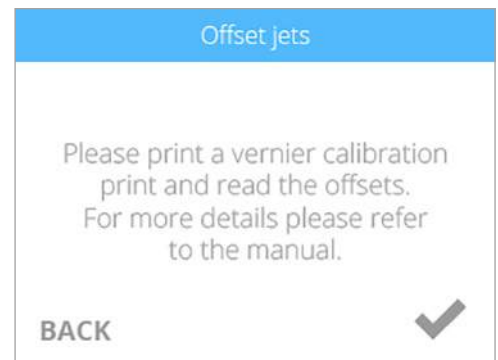 Offset jets
Please print a vernier calibration
print and read the offsets.
For more details please refer
to the manual.
BACK